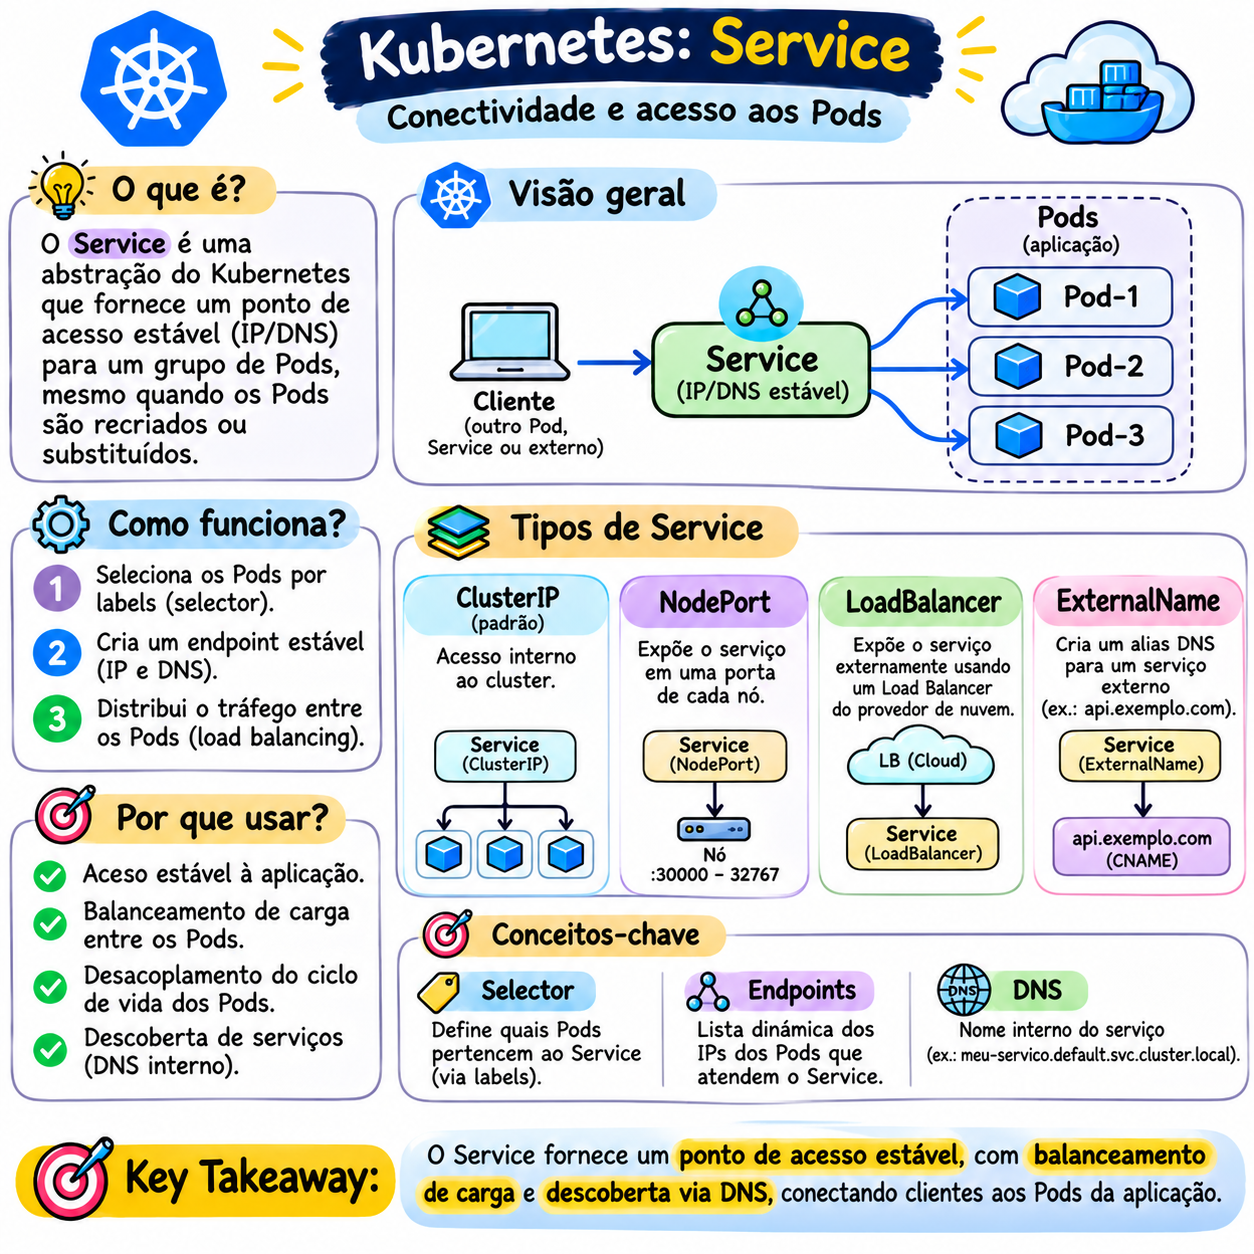 Kubernetes: Service
Conectividade e acesso aos Pods
O que é?
O Service é uma
abstração do Kubernetes
que fornece um ponto de
acesso estável (IP/DNS)
para um grupo de Pods,
mesmo quando os Pods
são recriados ou
substituídos.
Visão geral
Cliente
(outro Pod,
Service ou externo)
Service
(IP/DNS estável)
Pods
(aplicação)
Pod-1
Pod-2
Pod-3
Como funciona?
1
Seleciona os Pods por
labels (selector).
2
Cria um endpoint estável
(IP e DNS).
3
Distribui o tráfego entre
os Pods (load balancing).
Tipos de Service
ClusterIP
(padrão)
Acesso interno
ao cluster.
Service
(ClusterIP)
NodePort
Expõe o serviço
em uma porta
de cada nó.
Service
(NodePort)
Nó
:30000 – 32767
LoadBalancer
Expõe o serviço
externamente usando
um Load Balancer
do provedor de nuvem.
LB (Cloud)
Service
(LoadBalancer)
ExternalName
Cria um alias DNS
para um serviço
externo
(ex.: api.exemplo.com).
Service
(ExternalName)
api.exemplo.com
(CNAME)
Por que usar?
Aceso estável à aplicação.
Balanceamento de carga
entre os Pods.
Desacoplamento do ciclo
de vida dos Pods.
Descoberta de serviços
(DNS interno).
Conceitos-chave
Selector
Define quais Pods
pertencem ao Service
(via labels).
Endpoints
Lista dinámica dos
IPs dos Pods que
atendem o Service.
DNS
DNS
Nome interno do serviço
(ex.: meu-servico.default.svc.cluster.local).
Key Takeaway:
O Service fornece um ponto de acesso estável, com balanceamento
de carga e descoberta via DNS, conectando clientes aos Pods da aplicação.